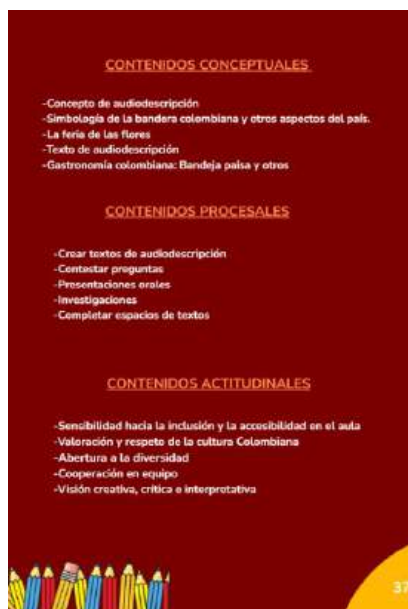 CONTENIDOS CONCEPTUALES
-Concepto de audiodescripción
-Simbología de la bandera colombiana y otros aspectos del país.
-La feria de las flores
-Texto de audiodescripción
-Gastronomía colombiana: Bandeja paisa y otros
CONTENIDOS PROCESALES
-Crear textos de audiodescripción
-Contestar preguntas
-Presentaciones orales
-Investigaciones
-Completar espacios de textos
CONTENIDOS ACTITUDINALES
-Sensibilidad hacia la inclusión y la accesibilidad en el aula
-Valoración y respeto de la cultura Colombiana
-Abertura a la diversidad
-Cooperación en equipo
-Visión creativa, crítica e interpretativa
37